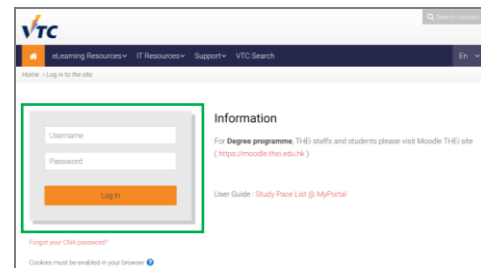 VTC
Search courses
eLearning Resources IT Resources Support VTC Search En
Home › Log in to the site
Username
Password
Log in
Forgot your CNA password?
Cookies must be enabled in your browser
Information
For Degree programme, THEi staffs and students please visit Moodle THEi site
( https://moodle.thei.edu.hk )
User Guide : Study Pace List @ MyPortal